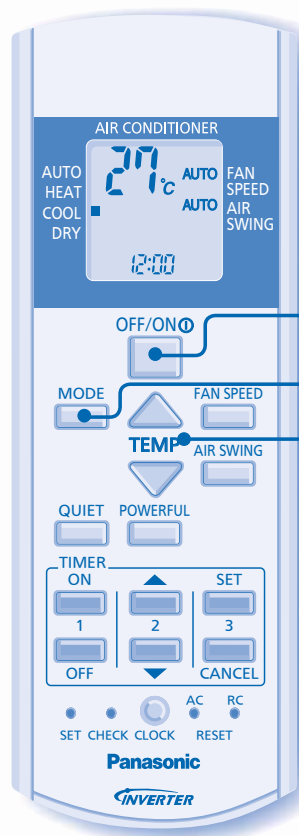 AIR CONDITIONER
27°C
AUTO
HEAT
COOL
DRY
AUTO FAN SPEED
AUTO AIR SWING
12:00
OFF/ON
MODE
FAN SPEED
TEMP
AIR SWING
QUIET
POWERFUL
TIMER
ON
SET
1
2
3
OFF
CANCEL
AC RC
SET CHECK CLOCK RESET
Panasonic
INVERTER